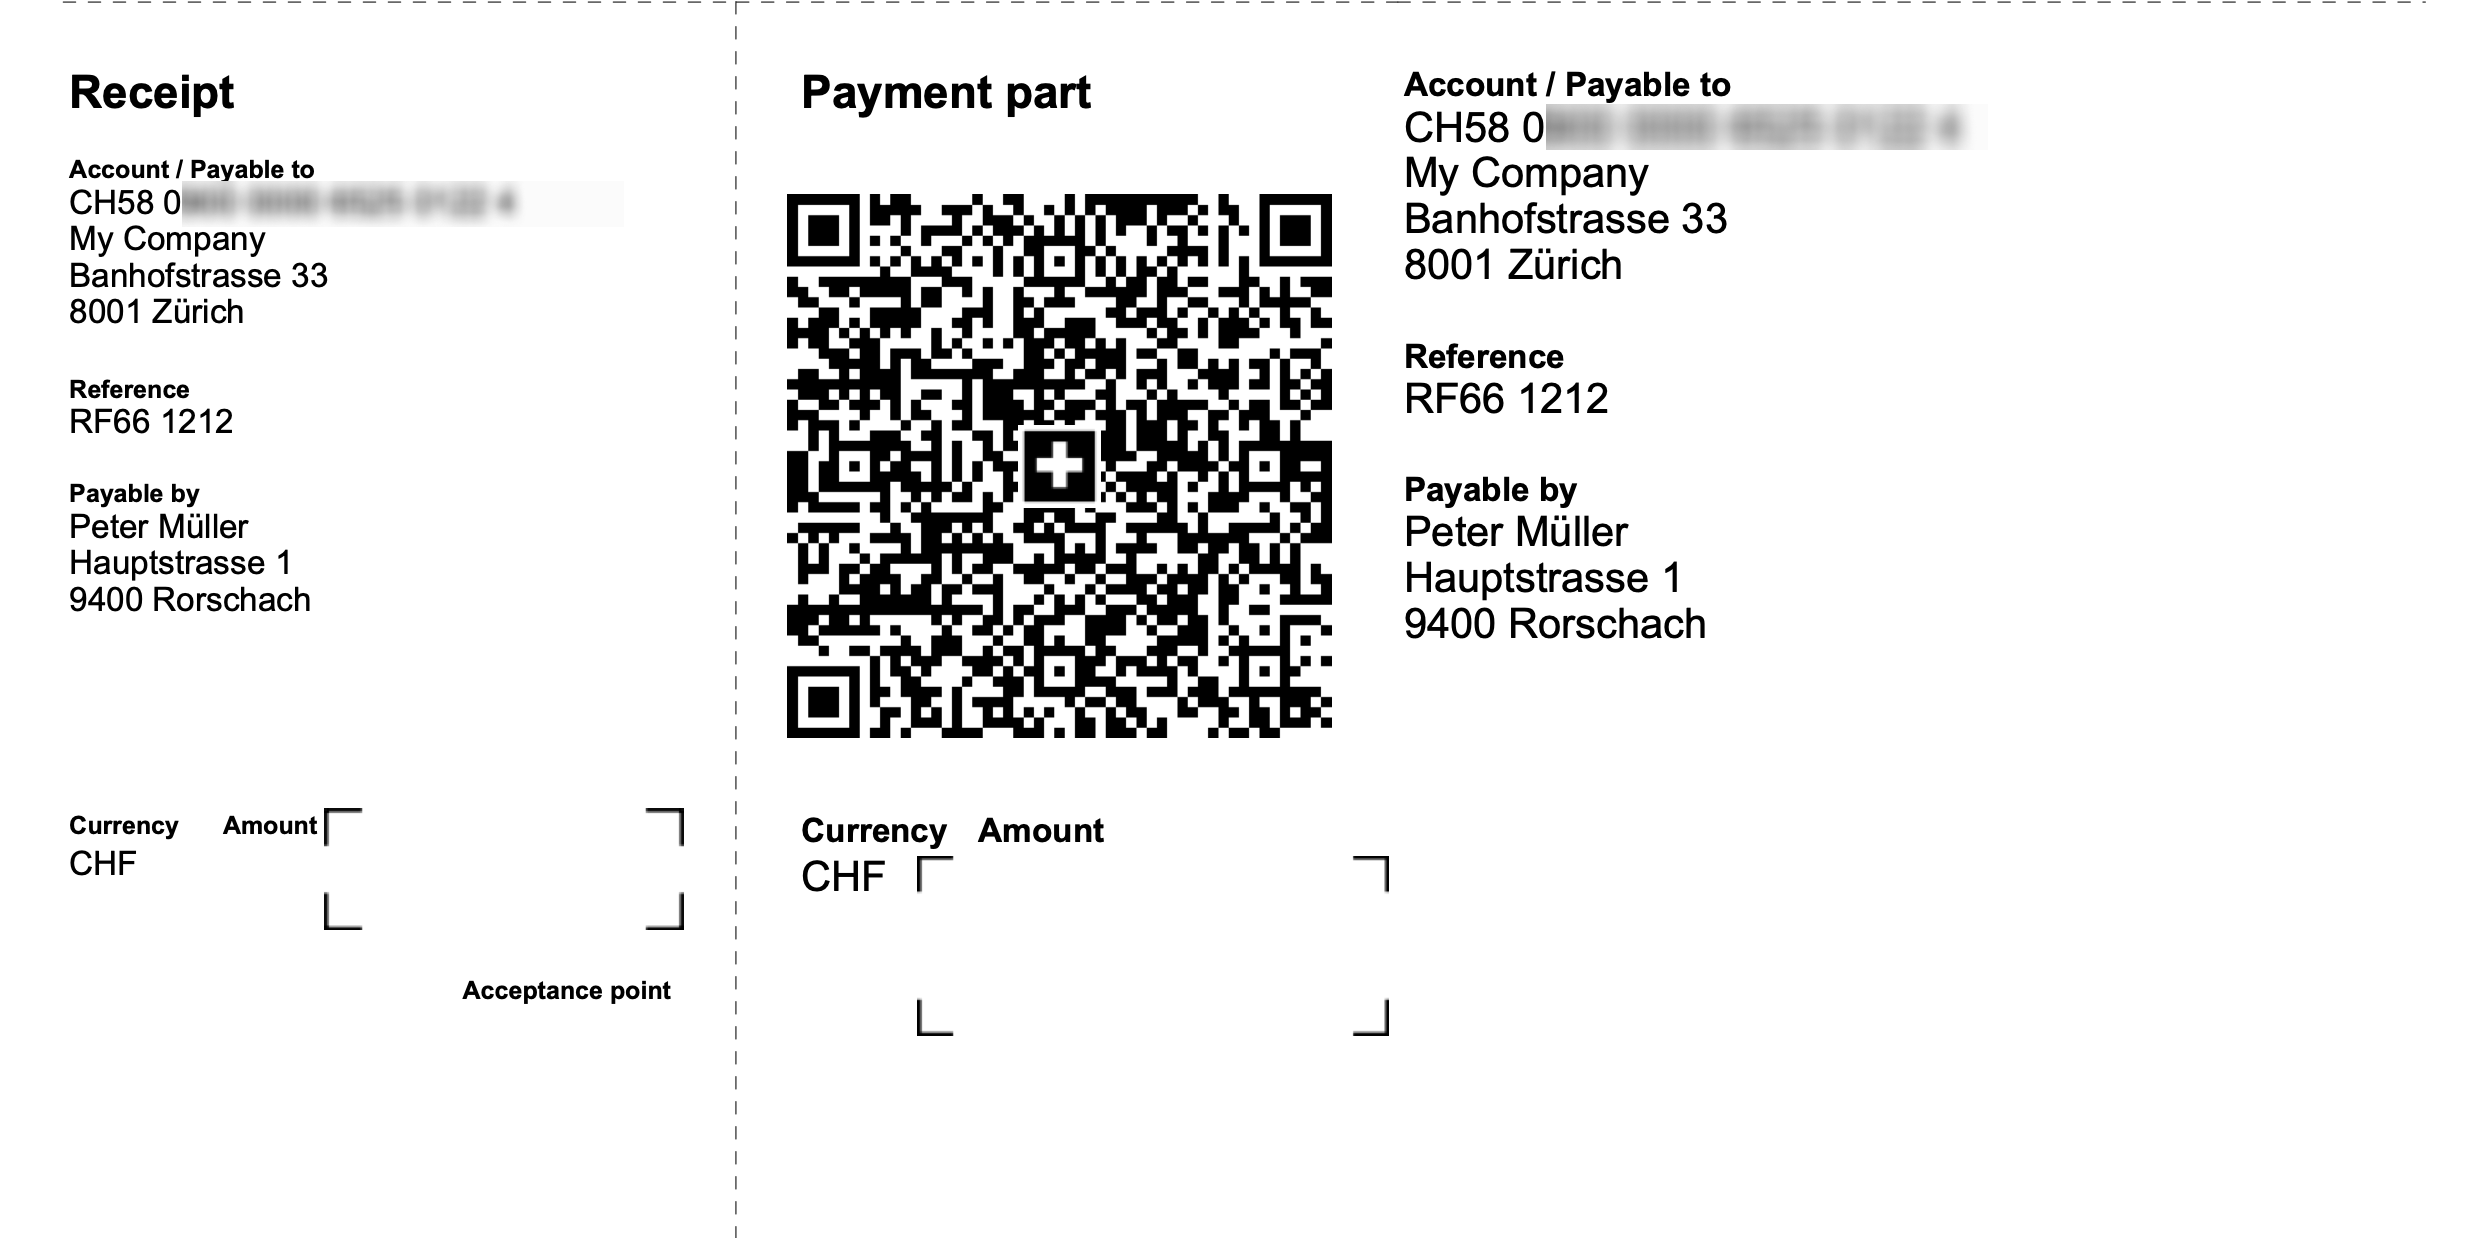 Receipt
Account / Payable to
CH58 0
My Company
Banhofstrasse 33
8001 Zürich
Reference
RF66 1212
Payable by
Peter Müller
Hauptstrasse 1
9400 Rorschach
Currency Amount
CHF
Acceptance point
Payment part
Currency Amount
CHF
Account / Payable to
CH58 0
My Company
Banhofstrasse 33
8001 Zürich
Reference
RF66 1212
Payable by
Peter Müller
Hauptstrasse 1
9400 Rorschach